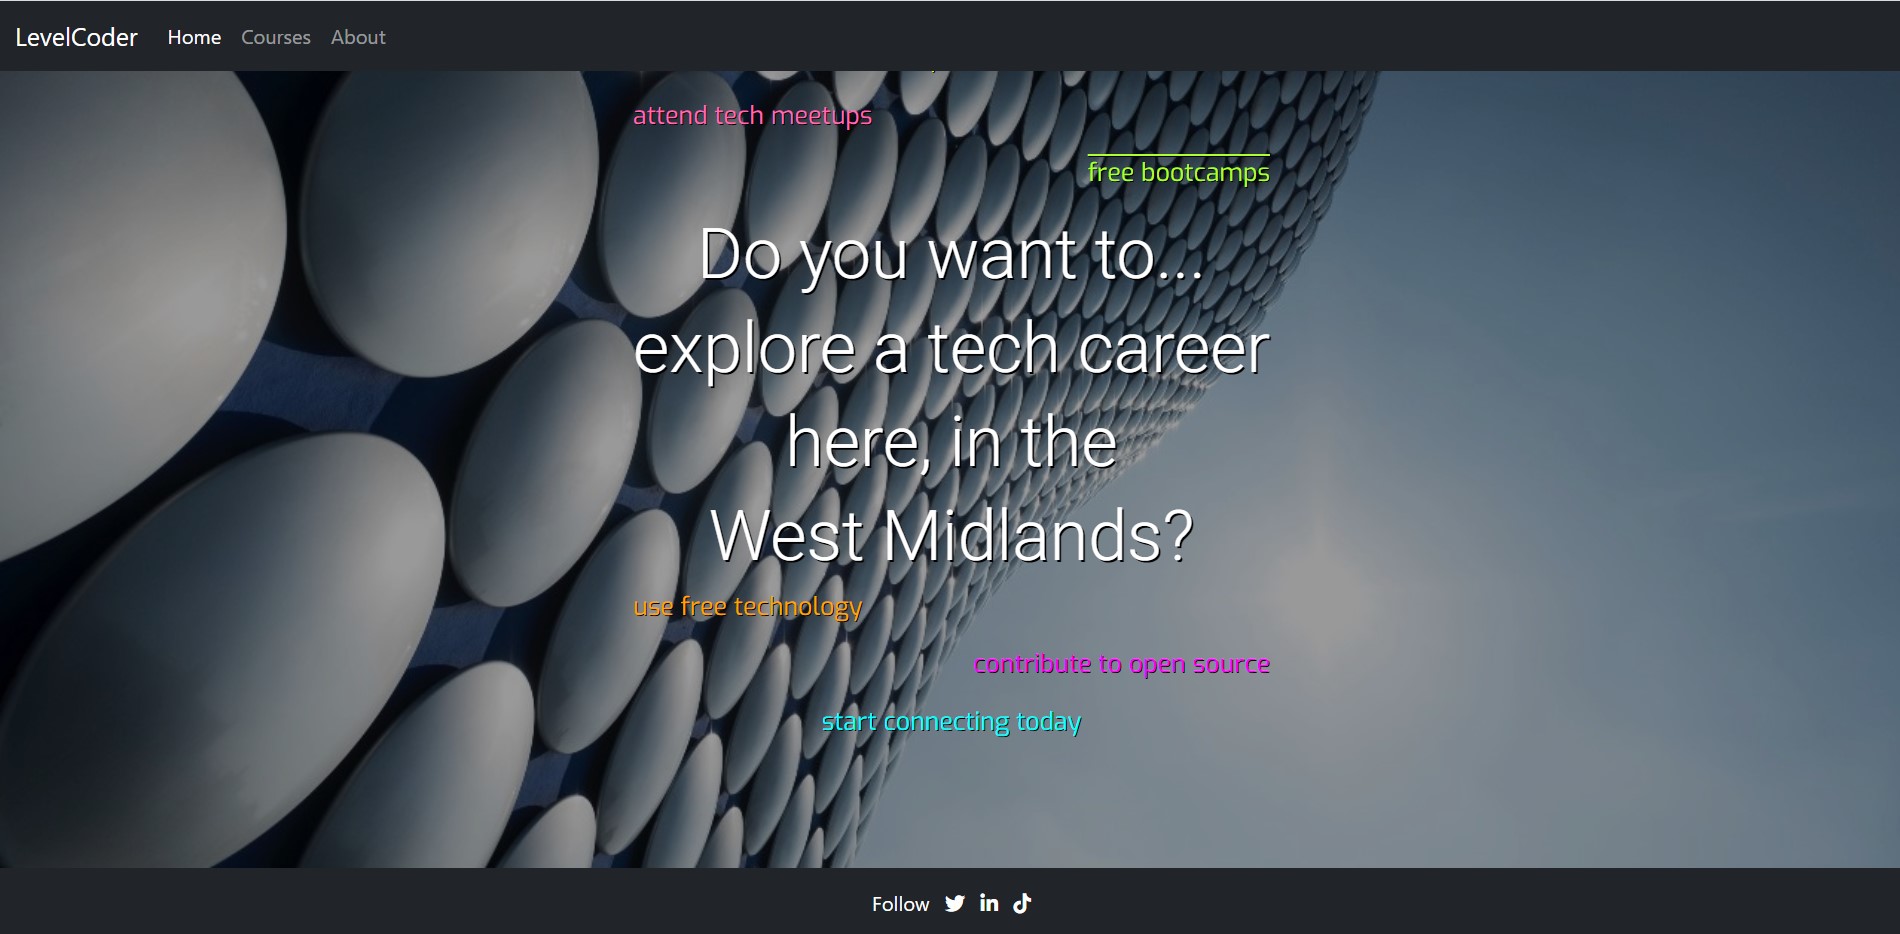 LevelCoder Home Courses About
attend tech meetups
free bootcamps
Do you want to...
explore a tech career
here, in the
West Midlands?
use free technology
contribute to open source
start connecting today
Follow